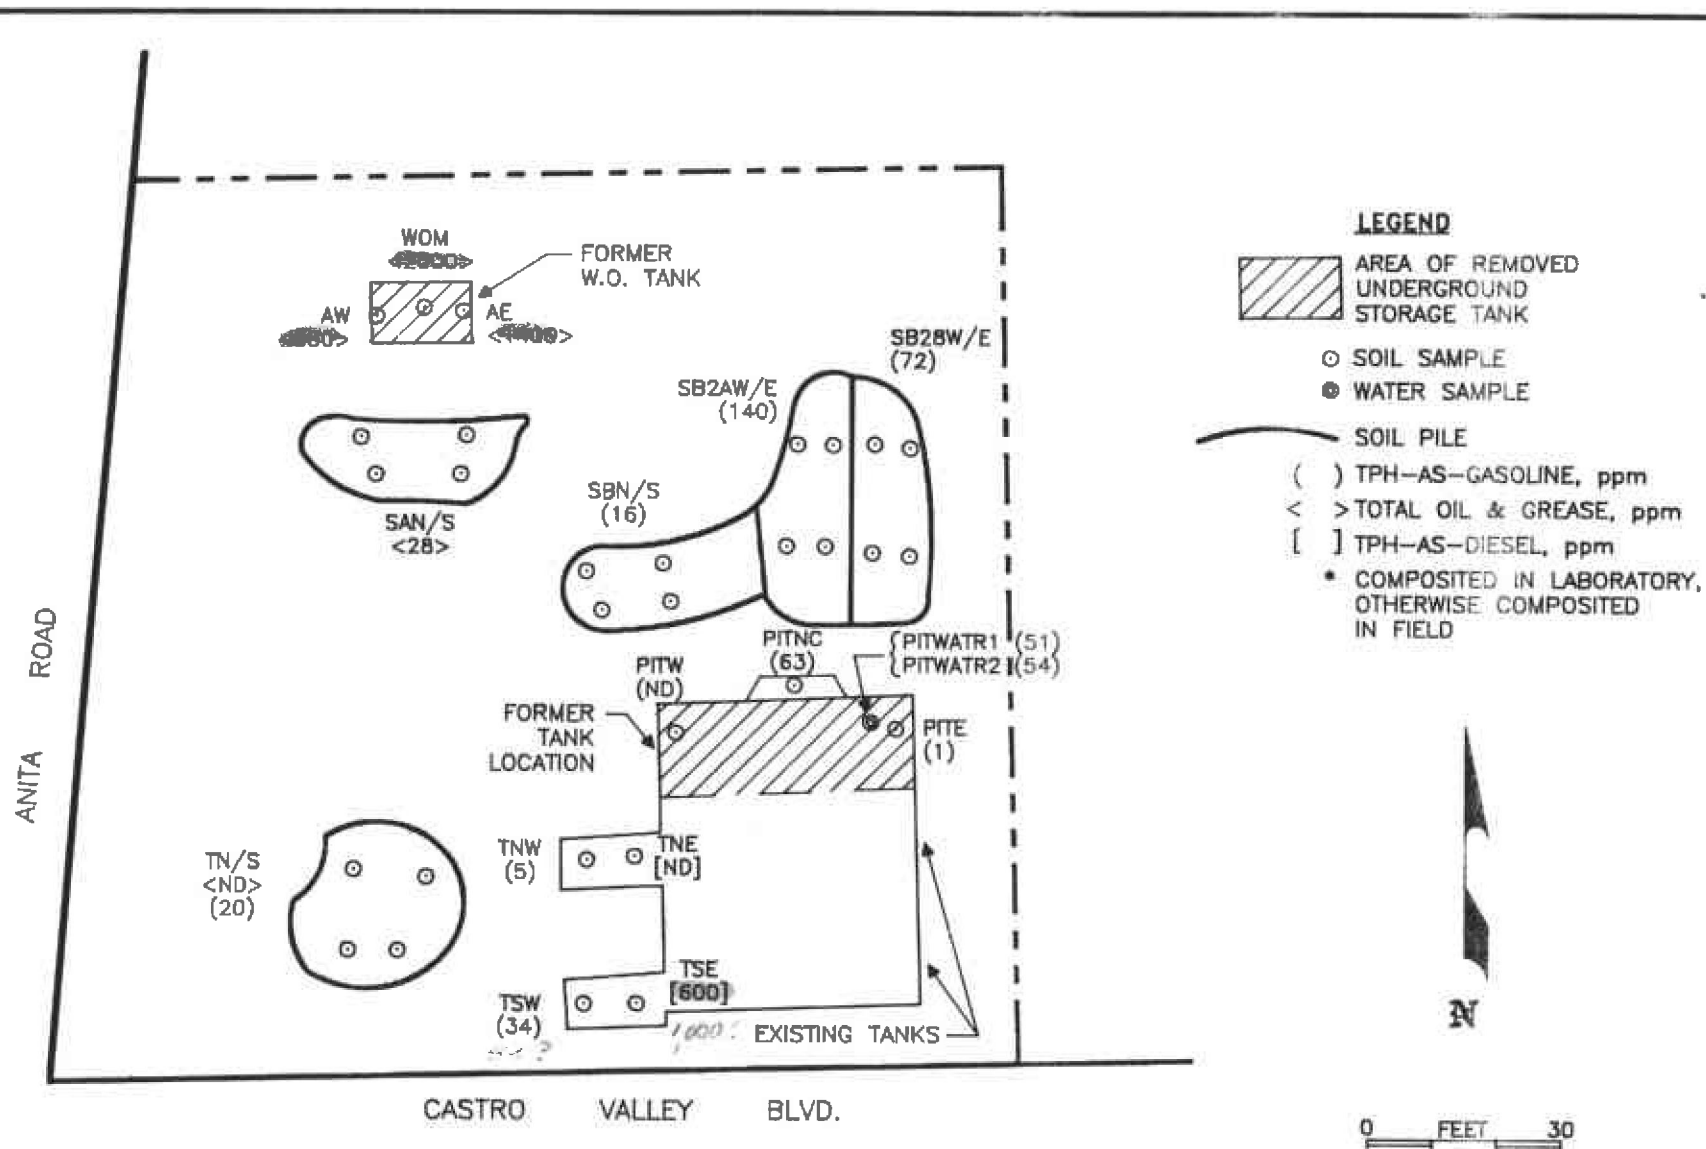 WOM
FORMER
W.O. TANK
AW
AE
SB28W/E
(72)
SB2AW/E
(140)
SBN/S
(16)
SAN/S
<28>
PITNC
(63)
{PITWATR1 (51)
{PITWATR2 (54)
PITW
(ND)
FORMER
TANK
LOCATION
PITE
(1)
TNW
(5)
TNE
[ND]
TN/S
<ND>
(20)
TSE
[600]
TSW
(34)
EXISTING TANKS
ANITA ROAD
CASTRO VALLEY BLVD.
LEGEND
AREA OF REMOVED
UNDERGROUND
STORAGE TANK
SOIL SAMPLE
WATER SAMPLE
SOIL PILE
( ) TPH-AS-GASOLINE, ppm
< > TOTAL OIL & GREASE, ppm
[ ] TPH-AS-DIESEL, ppm
* COMPOSITED IN LABORATORY,
OTHERWISE COMPOSITED
IN FIELD
N
0 FEET 30